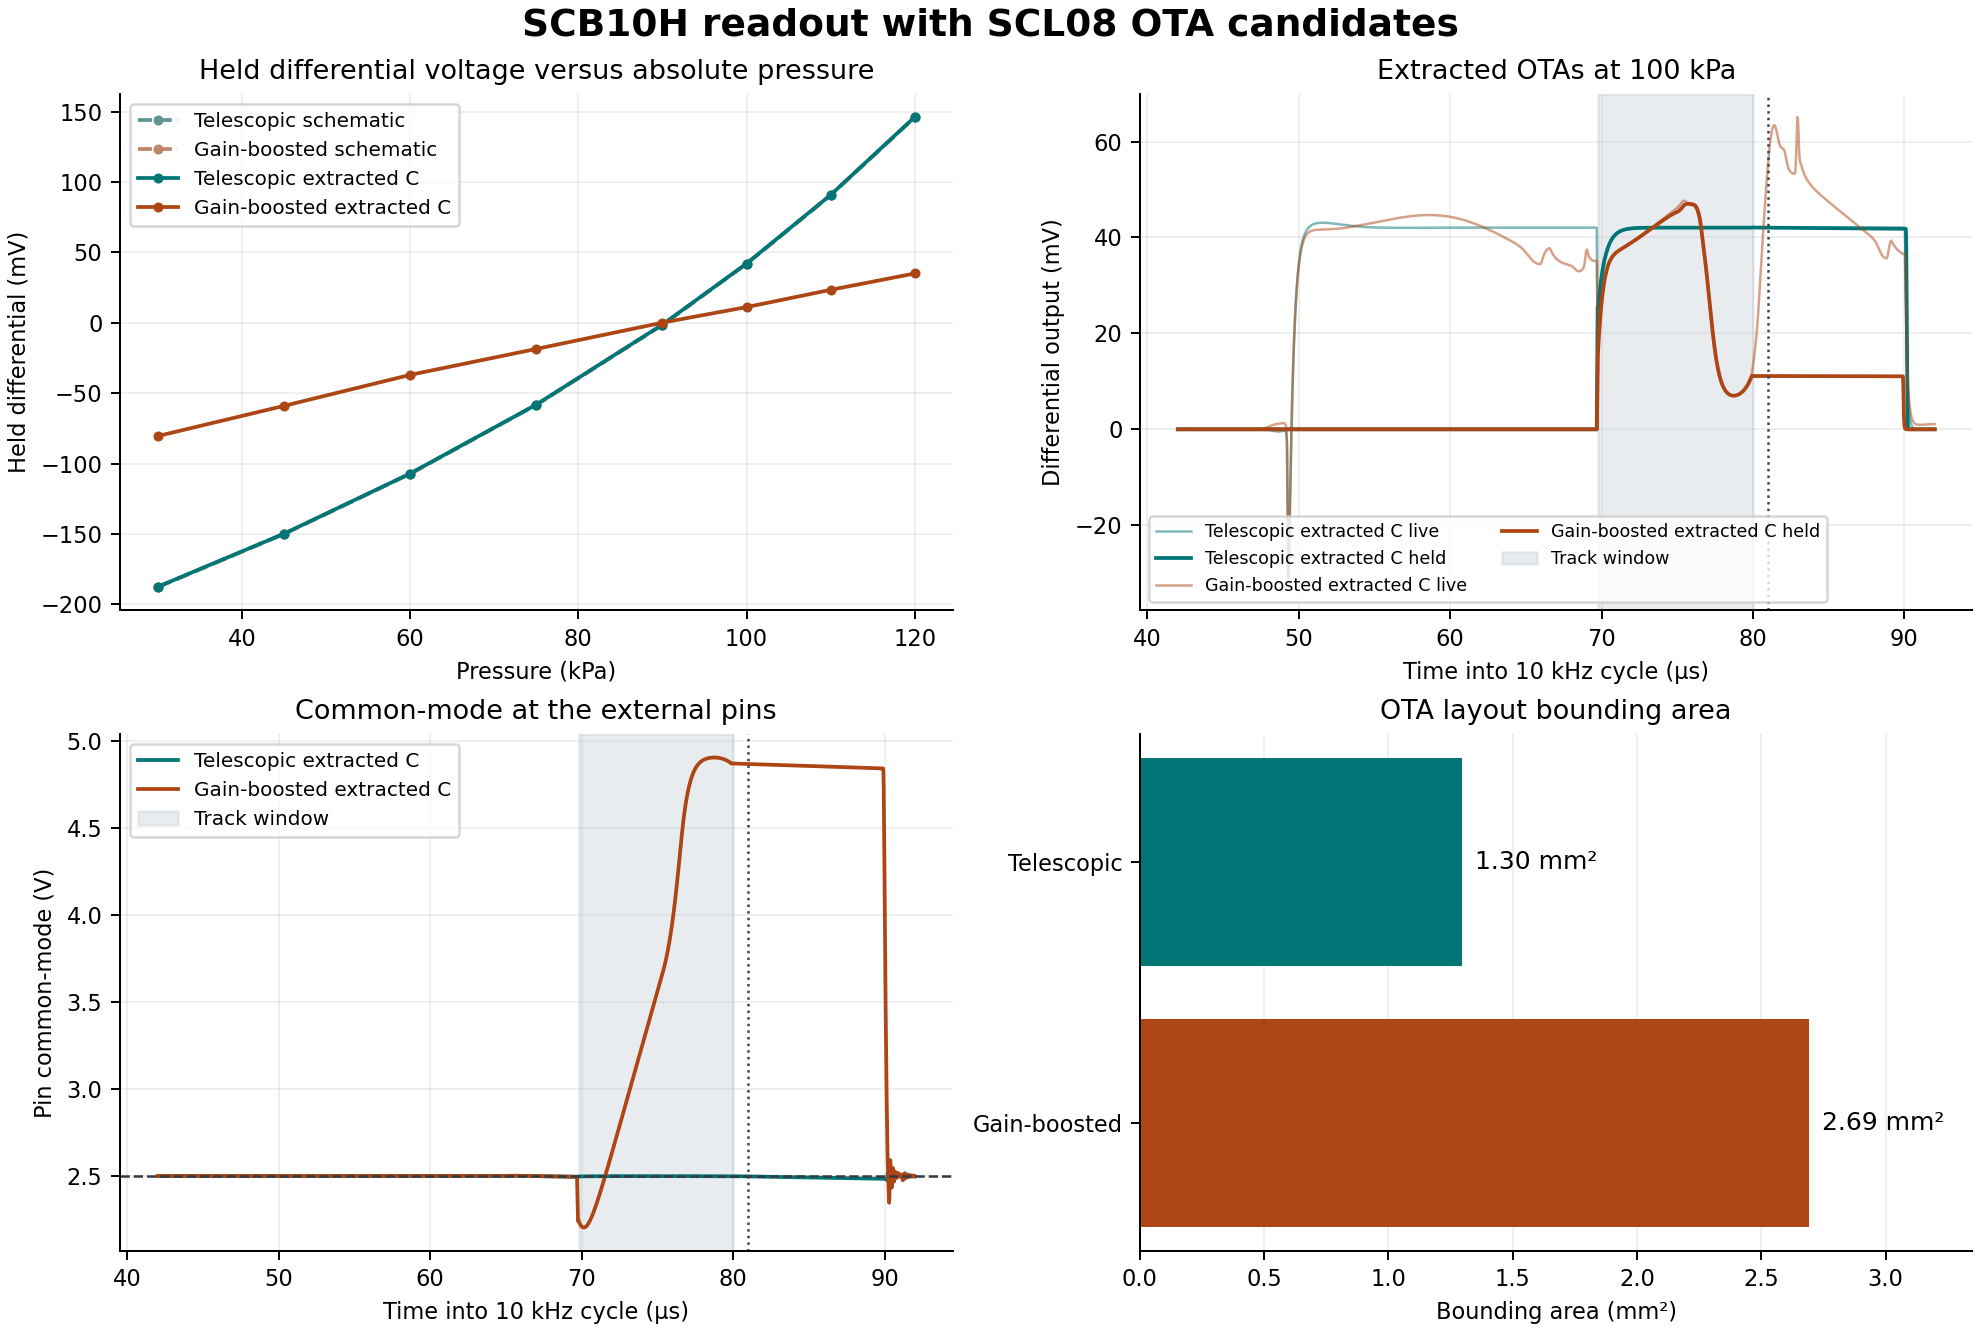 SCB10H readout with SCL08 OTA candidates
Held differential voltage versus absolute pressure
Held differential (mV)
150
100
50
0
−50
−100
−150
−200
Telescopic schematic
Gain-boosted schematic
Telescopic extracted C
Gain-boosted extracted C
40
60
80
100
120
Pressure (kPa)
Extracted OTAs at 100 kPa
Differential output (mV)
60
40
20
0
−20
Telescopic extracted C live
Telescopic extracted C held
Gain-boosted extracted C live
Gain-boosted extracted C held
Track window
40
50
60
70
80
90
Time into 10 kHz cycle (µs)
Common-mode at the external pins
Pin common-mode (V)
5.0
4.5
4.0
3.5
3.0
2.5
Telescopic extracted C
Gain-boosted extracted C
Track window
40
50
60
70
80
90
Time into 10 kHz cycle (µs)
OTA layout bounding area
Telescopic
1.30 mm²
Gain-boosted
2.69 mm²
0.0
0.5
1.0
1.5
2.0
2.5
3.0
Bounding area (mm²)